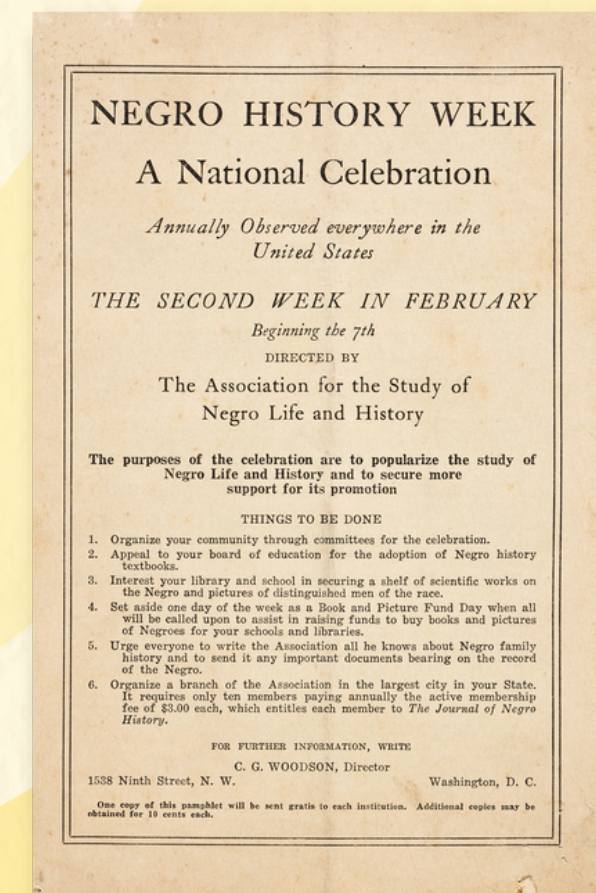 NEGRO HISTORY WEEK
A National Celebration
Annually Observed everywhere in the
United States
THE SECOND WEEK IN FEBRUARY
Beginning the 7th
DIRECTED BY
The Association for the Study of
Negro Life and History
The purposes of the celebration are to popularize the study of
Negro Life and History and to secure more
support for its promotion
THINGS TO BE DONE
1. Organize your community through committees for the celebration.
2. Appeal to your board of education for the adoption of Negro history
textbooks.
3. Interest your library and school in securing a shelf of scientific works on
the Negro and pictures of distinguished men of the race.
4. Set aside one day of the week as a Book and Picture Fund Day when all
will be called upon to assist in raising funds to buy books and pictures
of Negroes for your schools and libraries.
5. Urge everyone to write the Association all he knows about Negro family
history and to send it any important documents bearing on the record
of the Negro.
6. Organize a branch of the Association in the largest city in your State.
It requires only ten members paying annually the active membership
fee of $3.00 each, which entitles each member to The Journal of Negro
History.
FOR FURTHER INFORMATION, WRITE
C. G. WOODSON, Director
1538 Ninth Street, N. W. Washington, D. C.
One copy of this pamphlet will be sent gratis to each institution. Additional copies may be
obtained for 10 cents each.